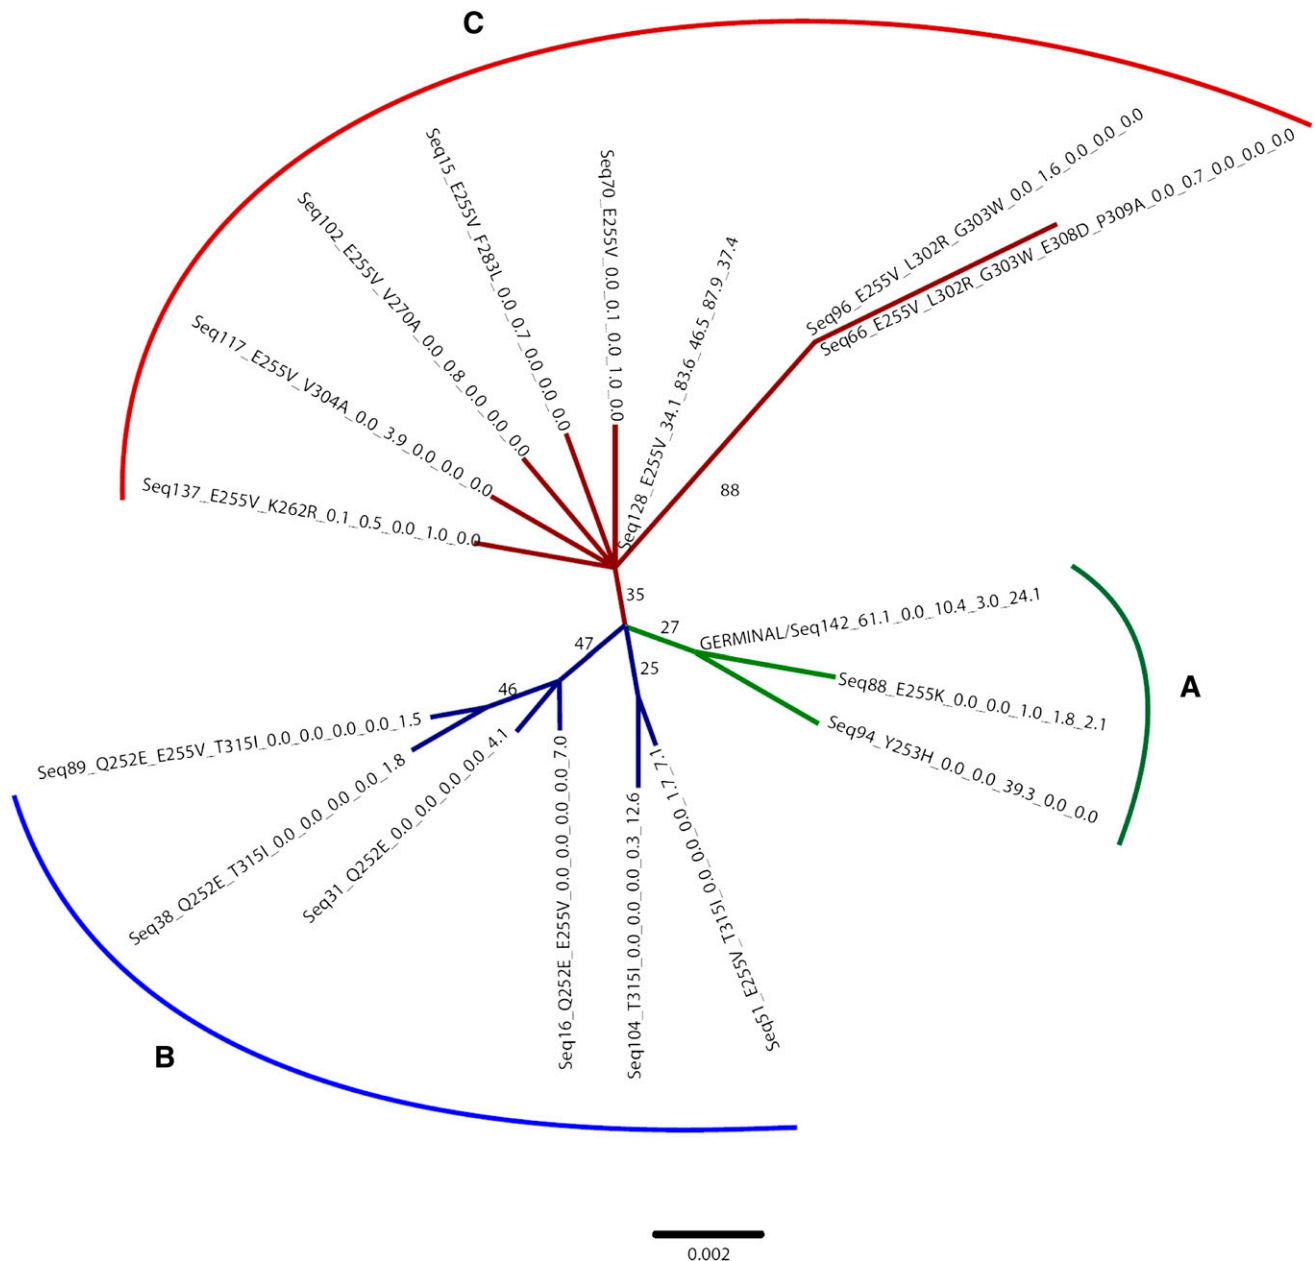 C
Seq96_E255V_L302R_G303W_0.0_1.6_0.0_0.0_0.0
Seq66_E255V_L302R_G303W_E308D_P309A_0.0_0.7_0.0_0.0_0.0
Seq15_E255V_F283L_0.0_0.7_0.0_0.0_0.0
Seq70_E255V_0.0_0.1_0.0_1.0_0.0
Seq102_E255V_V270A_0.0_0.8_0.0_0.0_0.0
Seq128_E255V_34.1_83.6_46.5_87.9_37.4
Seq117_E255V_V304A_0.0_3.9_0.0_0.0_0.0
Seq137_E255V_K262R_0.1_0.5_0.0_1.0_0.0
88
35
27
GERMINAL/Seq142_61.1_0.0_10.4_3.0_24.1
47
25
46
Seq88_E255K_0.0_0.0_1.0_1.8_2.1
A
Seq94_Y253H_0.0_0.0_39.3_0.0_0.0
Seq89_Q252E_E255V_T315I_0.0_0.0_0.0_0.0_1.5
Seq38_Q252E_T315I_0.0_0.0_0.0_0.0_1.8
Seq31_Q252E_0.0_0.0_0.0_0.0_4.1
Seq16_Q252E_E255V_0.0_0.0_0.0_0.0_7.0
Seq104_T315I_0.0_0.0_0.0_0.3_12.6
Seq51_E255V_T315I_0.0_0.0_0.0_1.7_7.1
B
0.002